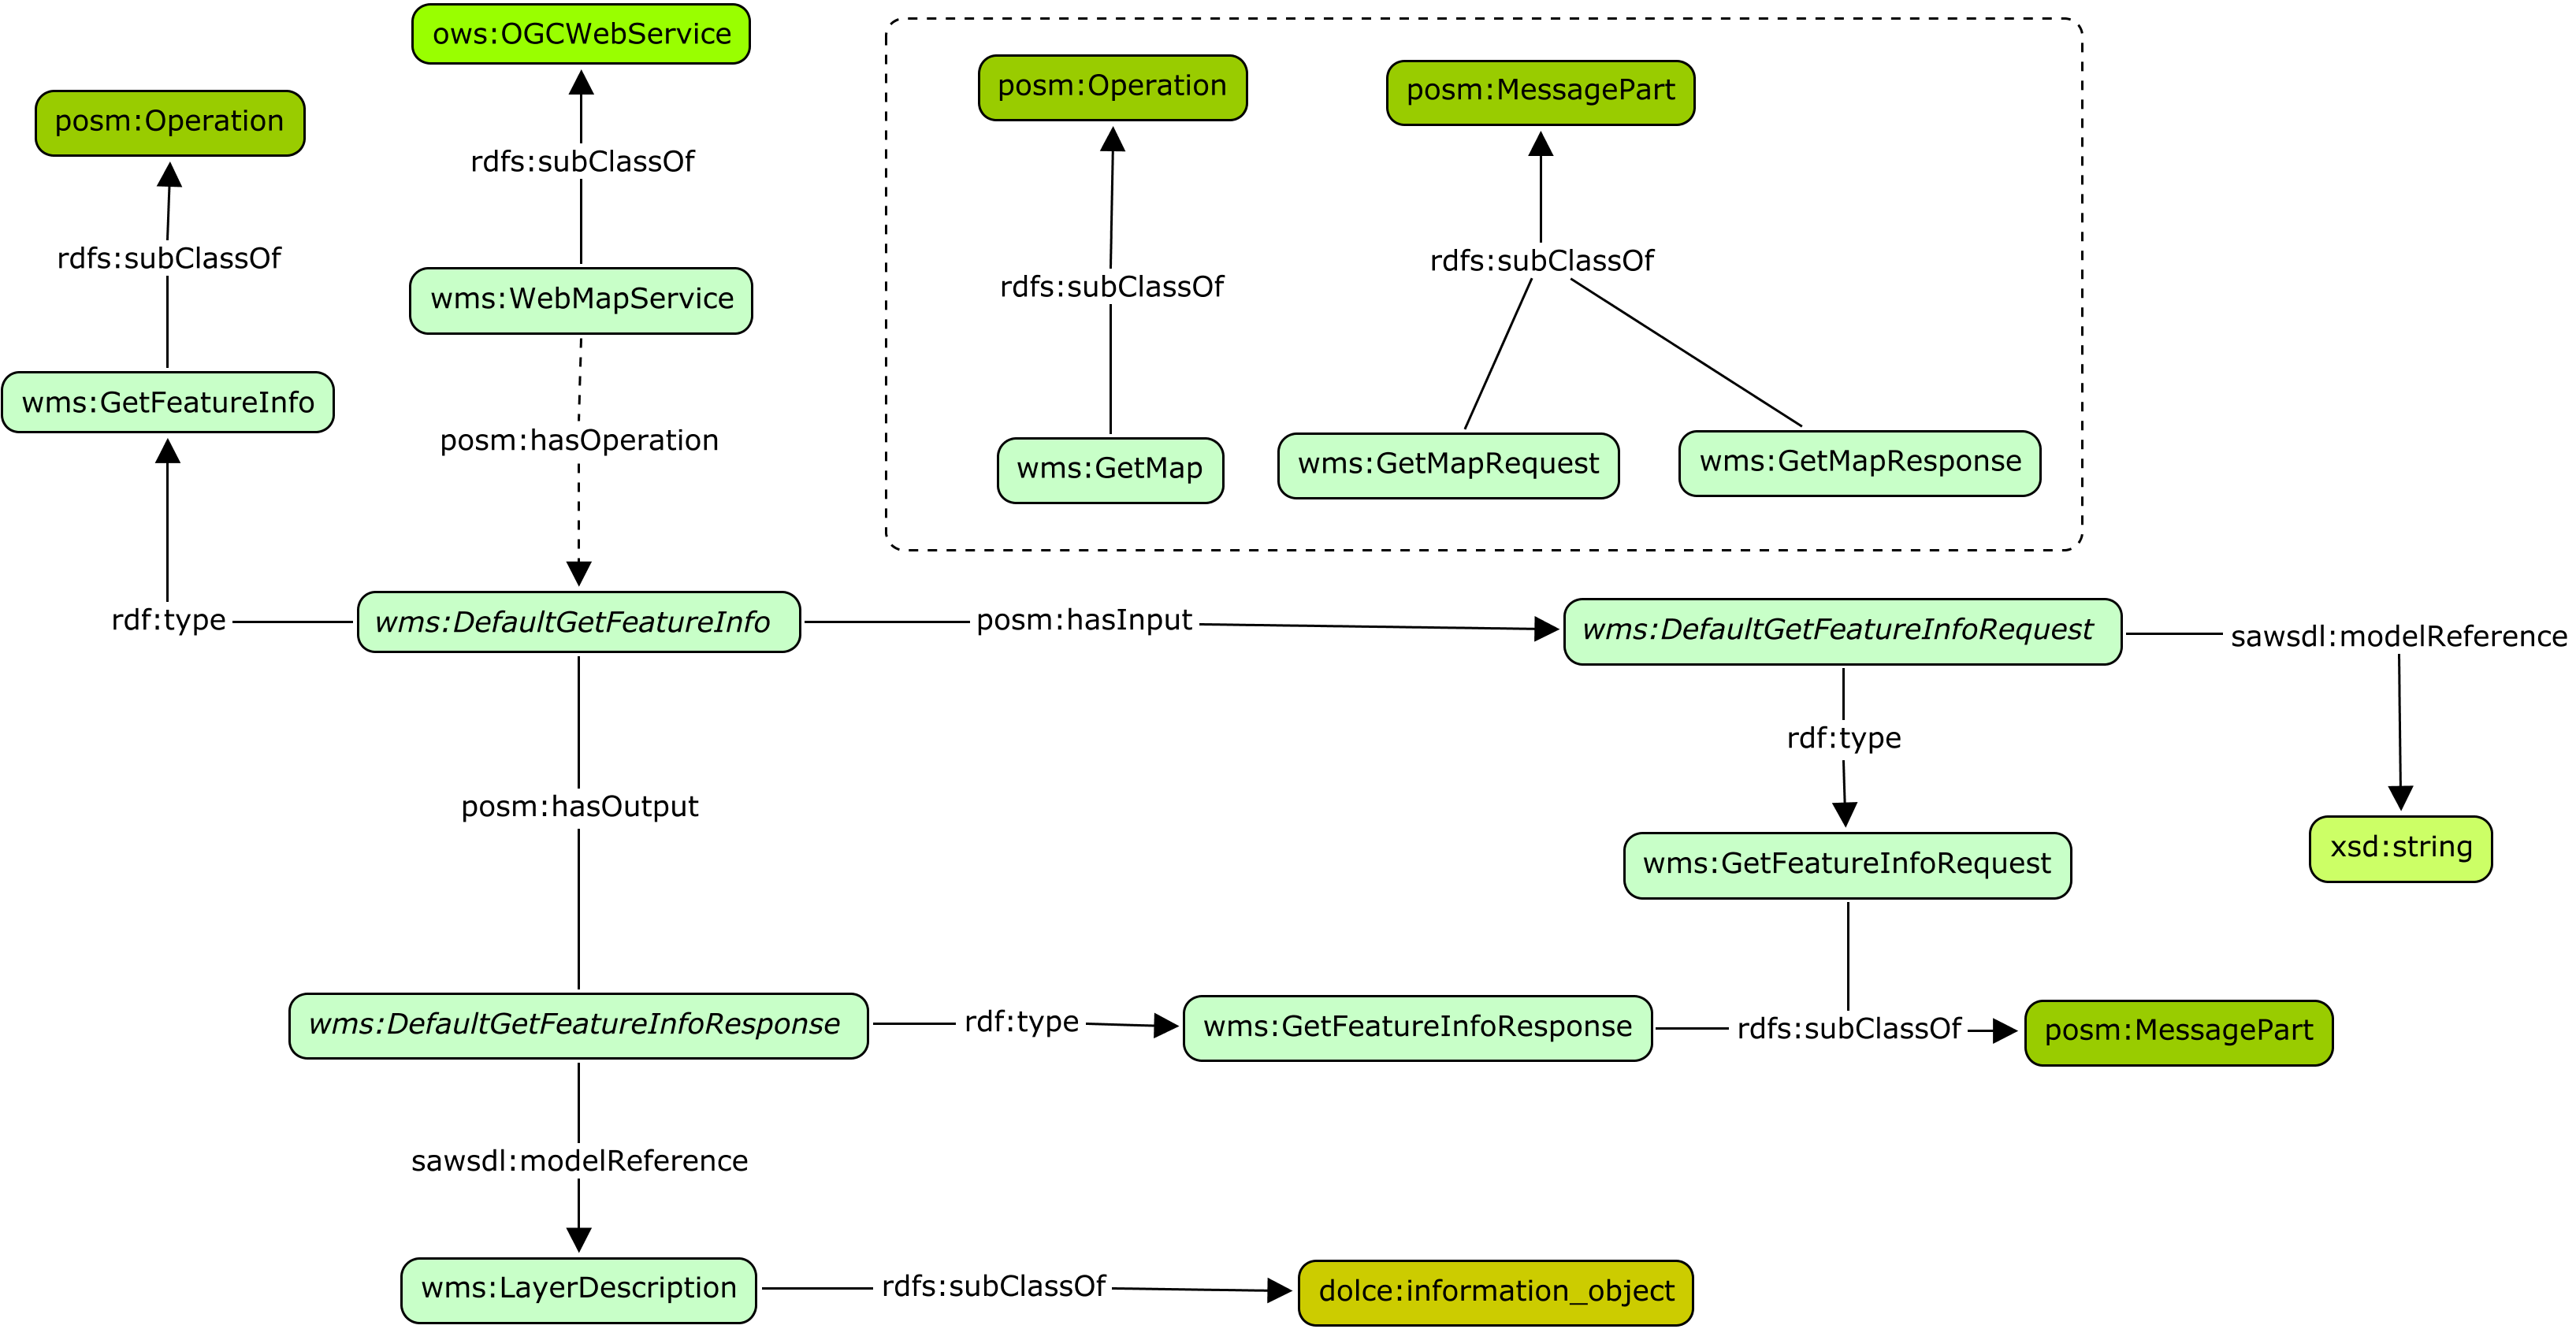 ows:OGCWebService
posm:Operation
posm:MessagePart
posm:Operation
rdfs:subClassOf
rdfs:subClassOf
rdfs:subClassOf
rdfs:subClassOf
wms:WebMapService
wms:GetFeatureInfo
posm:hasOperation
wms:GetMap
wms:GetMapRequest
wms:GetMapResponse
rdf:type
wms:DefaultGetFeatureInfo
posm:hasInput
wms:DefaultGetFeatureInfoRequest
sawsdl:modelReference
rdf:type
posm:hasOutput
xsd:string
wms:GetFeatureInfoRequest
wms:DefaultGetFeatureInfoResponse
rdf:type
wms:GetFeatureInfoResponse
rdfs:subClassOf
posm:MessagePart
sawsdl:modelReference
wms:LayerDescription
rdfs:subClassOf
dolce:information_object